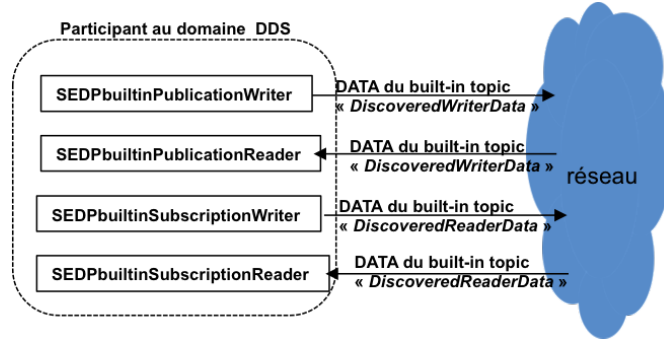 Participant au domaine DDS
SEDPbuiltinPublicationWriter
DATA du built-in topic
« DiscoveredWriterData »
SEDPbuiltinPublicationReader
DATA du built-in topic
« DiscoveredWriterData »
réseau
SEDPbuiltinSubscriptionWriter
DATA du built-in topic
« DiscoveredReaderData »
SEDPbuiltinSubscriptionReader
DATA du built-in topic
« DiscoveredReaderData »